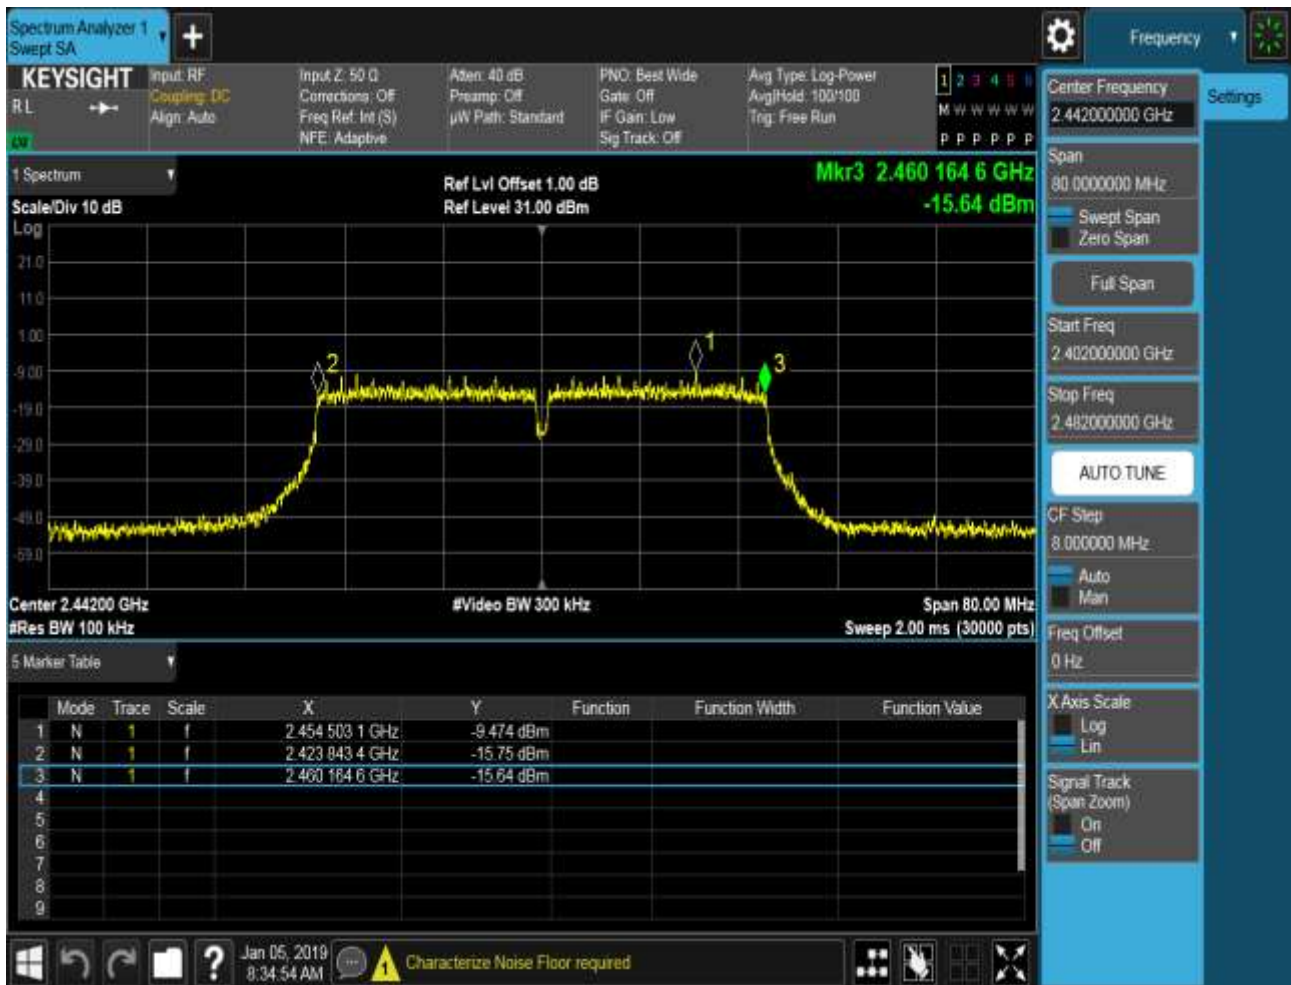 Spectrum Analyzer 1
Swept SA
+
Frequency
KEYSIGHT
R L
Input: RF
Coupling: DC
Align: Auto
Input Z: 50 Ω
Corrections: Off
Freq Ref: Int (S)
NFE: Adaptive
Atten: 40 dB
Preamp: Off
µW Path: Standard
PNO: Best Wide
Gate: Off
IF Gain: Low
Sig Track: Off
Avg Type: Log-Power
Avg|Hold: 100/100
Trig: Free Run
1 2 3 4 5 6
M W W W W W
P P P P P P
1 Spectrum
Scale/Div 10 dB
Ref Lvl Offset 1.00 dB
Ref Level 31.00 dBm
Mkr3 2.460 164 6 GHz
-15.64 dBm
Log
21.0
11.0
1.00
-9.00
-19.0
-29.0
-39.0
-49.0
-59.0
2
1
3
Center 2.44200 GHz
#Res BW 100 kHz
#Video BW 300 kHz
Span 80.00 MHz
Sweep 2.00 ms (30000 pts)
5 Marker Table
Mode Trace Scale X Y Function Function Width Function Value
1 N 1 f 2.454 503 1 GHz -9.474 dBm
2 N 1 f 2.423 843 4 GHz -15.75 dBm
3 N 1 f 2.460 164 6 GHz -15.64 dBm
4
5
6
7
8
9
?
Jan 05, 2019
8:34:54 AM
1
Characterize Noise Floor required
Center Frequency
2.442000000 GHz
Settings
Span
80.0000000 MHz
Swept Span
Zero Span
Full Span
Start Freq
2.402000000 GHz
Stop Freq
2.482000000 GHz
AUTO TUNE
CF Step
8.000000 MHz
Auto
Man
Freq Offset
0 Hz
X Axis Scale
Log
Lin
Signal Track
(Span Zoom)
On
Off